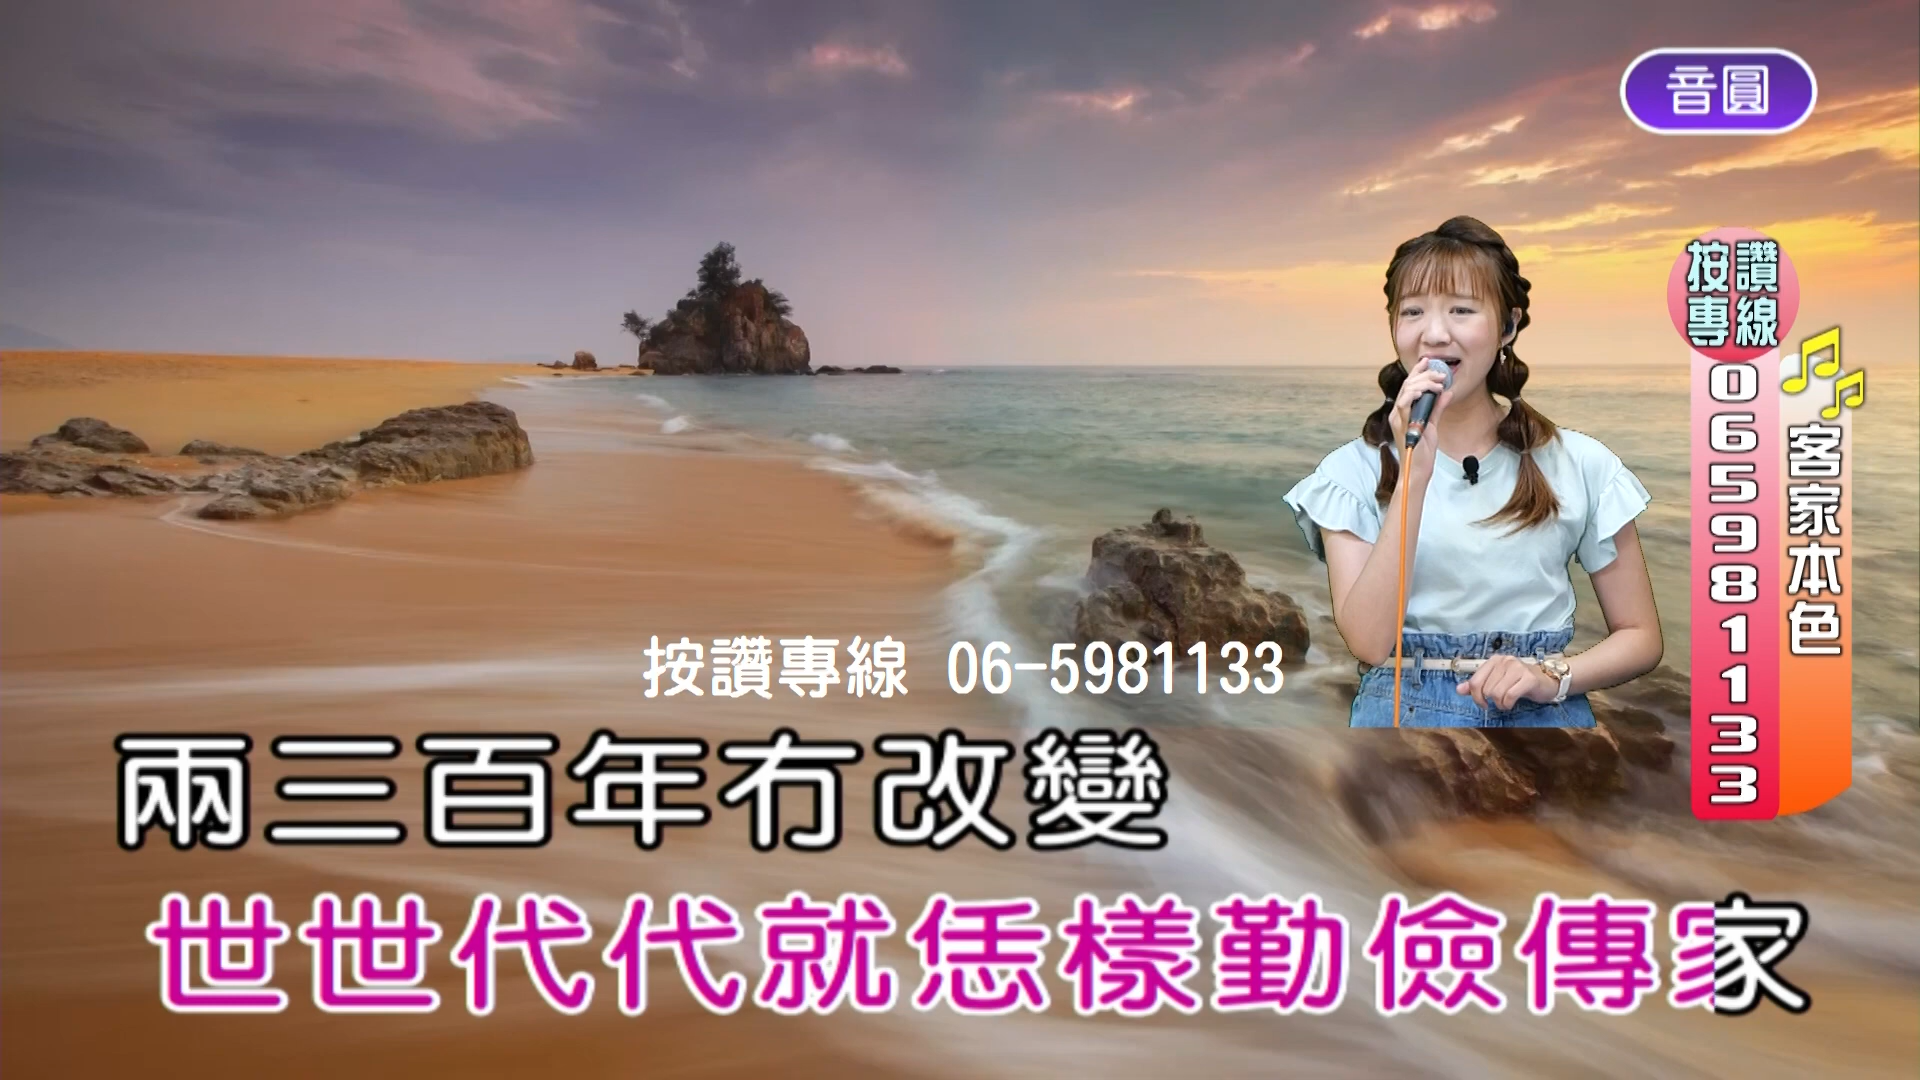 音圓
按讚
專線
065981133
客家本色
按讚專線 06-5981133
兩三百年冇改變
世世代代就恁樣勤儉傳家